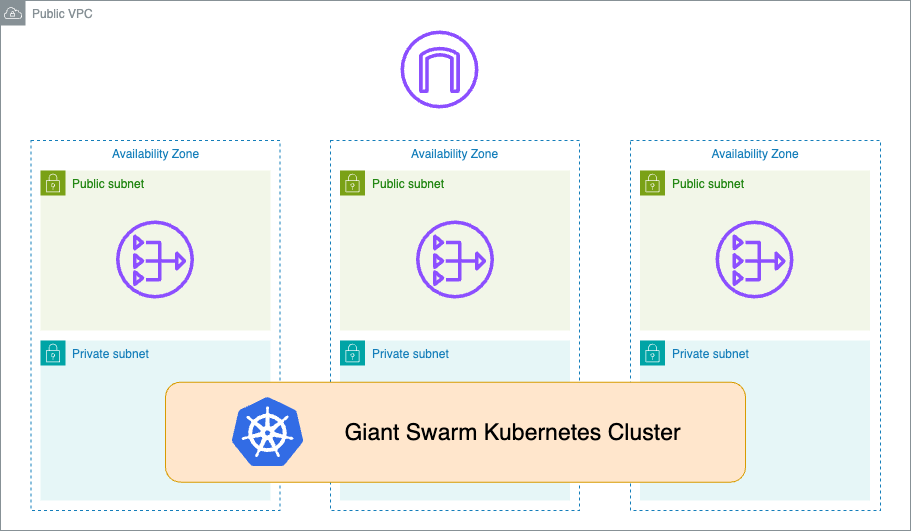 Public VPC
Availability Zone
Availability Zone
Availability Zone
Public subnet
Public subnet
Public subnet
Private subnet
Private subnet
Private subnet
Giant Swarm Kubernetes Cluster